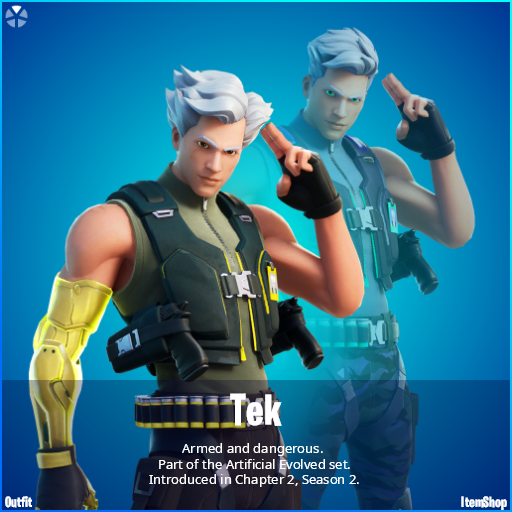 Tek
Armed and dangerous.
Part of the Artificial Evolved set.
Introduced in Chapter 2, Season 2.
Outfit
ItemShop